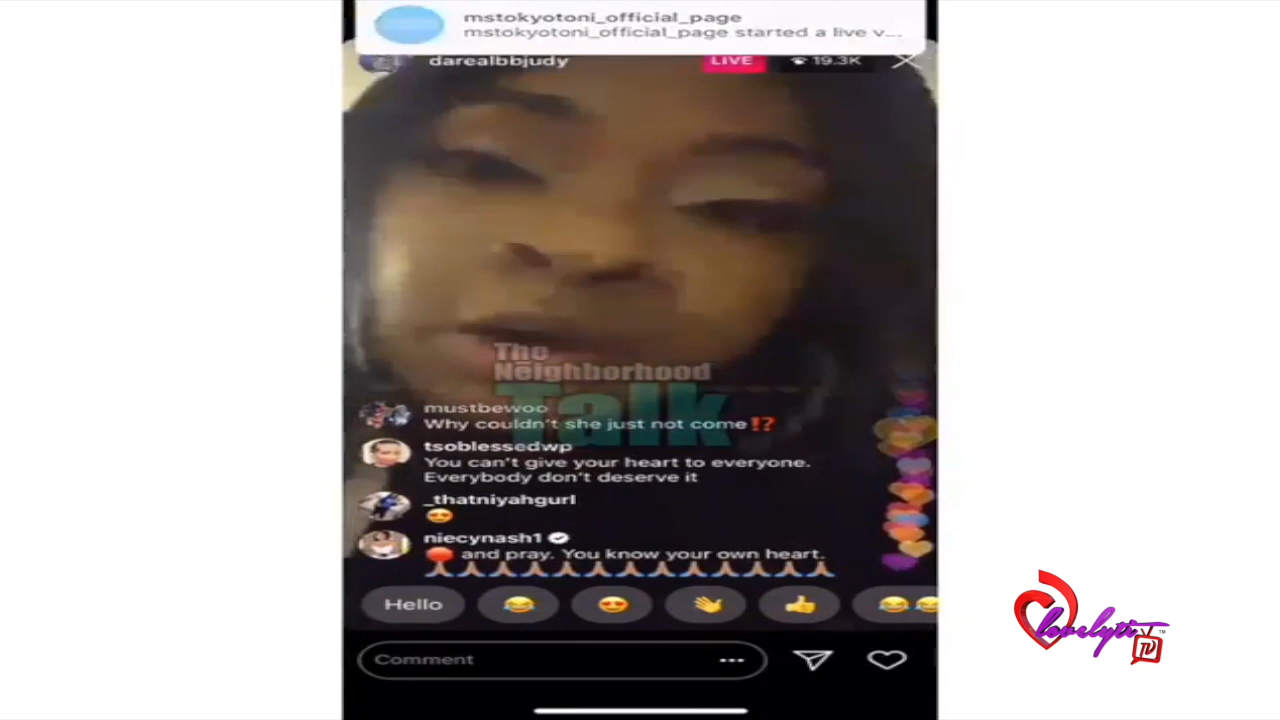 mstokyotoni_official_page
mstokyotoni_official_page started a live v...
darealbbjudy
LIVE
19.3K
The
Neighborhood
Talk
mustbewoo
Why couldn't she just not come⁉️
tsoblessedwp
You can't give your heart to everyone.
Everybody don't deserve it
_thatniyahgurl
😍
niecynash1
🛑 and pray. You know your own heart.
🙏🏽🙏🏽🙏🏽🙏🏽🙏🏽🙏🏽🙏🏽🙏🏽🙏🏽🙏🏽🙏🏽🙏🏽🙏🏽
Hello 😂 😍 👋 👍 😂😂
Comment ...
lovelyti
TV